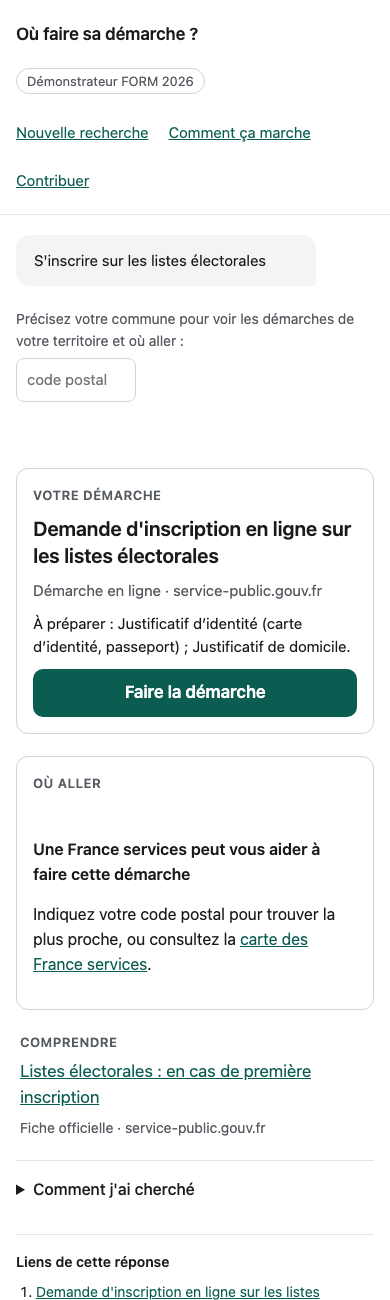 Où faire sa démarche ?
Démonstrateur FORM 2026
Nouvelle recherche Comment ça marche
Contribuer
S'inscrire sur les listes électorales
Précisez votre commune pour voir les démarches de
votre territoire et où aller :
code postal
VOTRE DÉMARCHE
Demande d'inscription en ligne sur
les listes électorales
Démarche en ligne · service-public.gouv.fr
À préparer : Justificatif d’identité (carte
d’identité, passeport) ; Justificatif de domicile.
Faire la démarche
OÙ ALLER
Une France services peut vous aider à
faire cette démarche
Indiquez votre code postal pour trouver la
plus proche, ou consultez la carte des
France services.
COMPRENDRE
Listes électorales : en cas de première
inscription
Fiche officielle · service-public.gouv.fr
Comment j'ai cherché
Liens de cette réponse
1. Demande d'inscription en ligne sur les listes